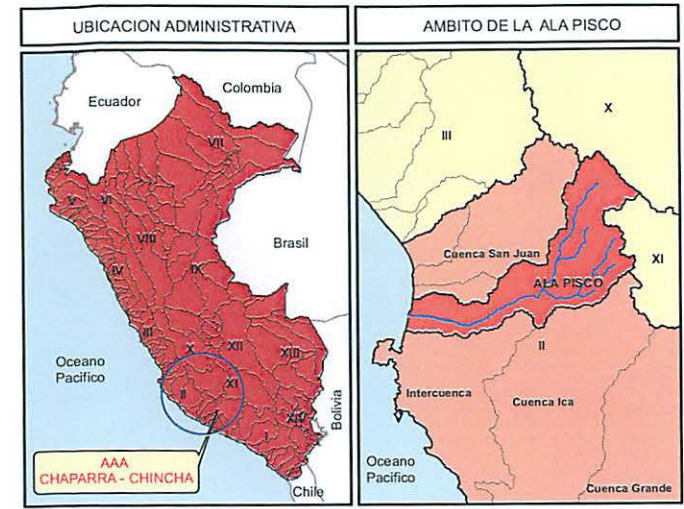 UBICACION ADMINISTRATIVA
Ecuador
Colombia
VII
V
VI
VIII
Brasil
IV
IX
III
XII
X
XIII
Oceano
Pacifico
II
XI
Bolivia
XIV
I
AAA
CHAPARRA - CHINCHA
Chile
AMBITO DE LA ALA PISCO
X
III
Cuenca San Juan
XI
ALA PISCO
II
Intercuenca
Cuenca Ica
Oceano
Pacifico
Cuenca Grande